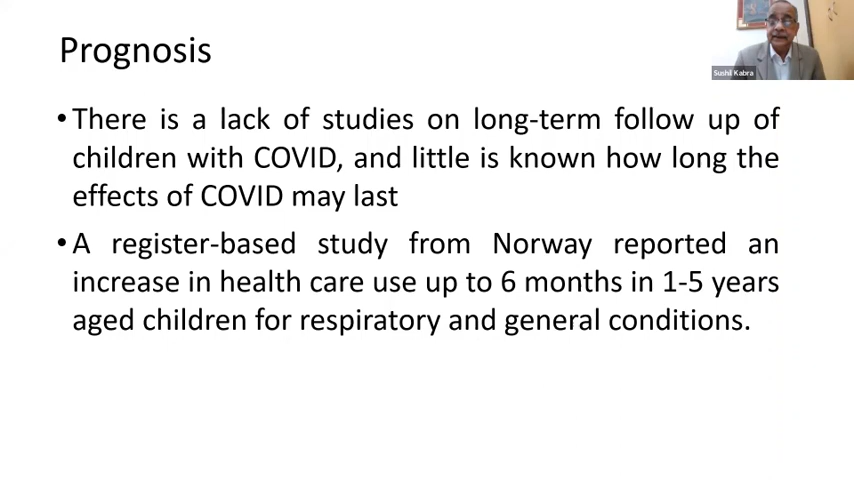 Prognosis
Sushil Kabra
•There is a lack of studies on long-term follow up of
children with COVID, and little is known how long the
effects of COVID may last
•A register-based study from Norway reported an
increase in health care use up to 6 months in 1-5 years
aged children for respiratory and general conditions.